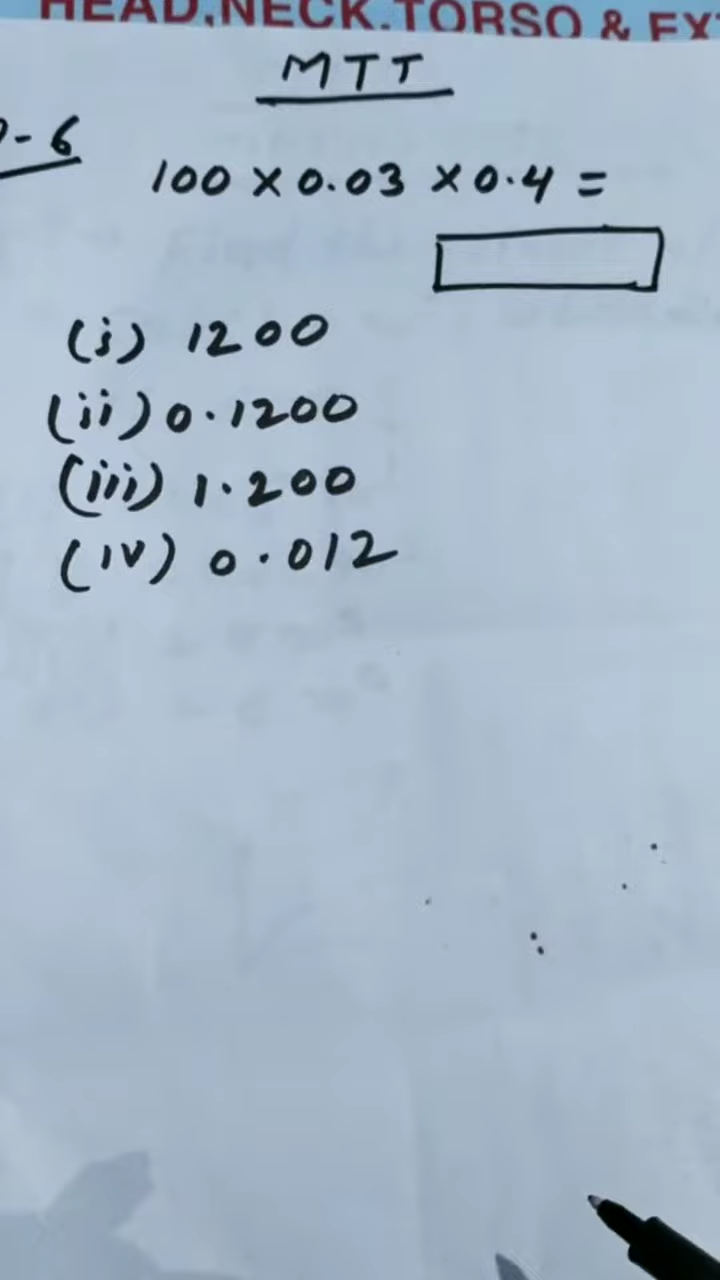 HEAD, NECK, TORSO &
MTT
-6
100 × 0.03 × 0.4 =
(i) 1200
(ii) 0.1200
(iii) 1.200
(iv) 0.012